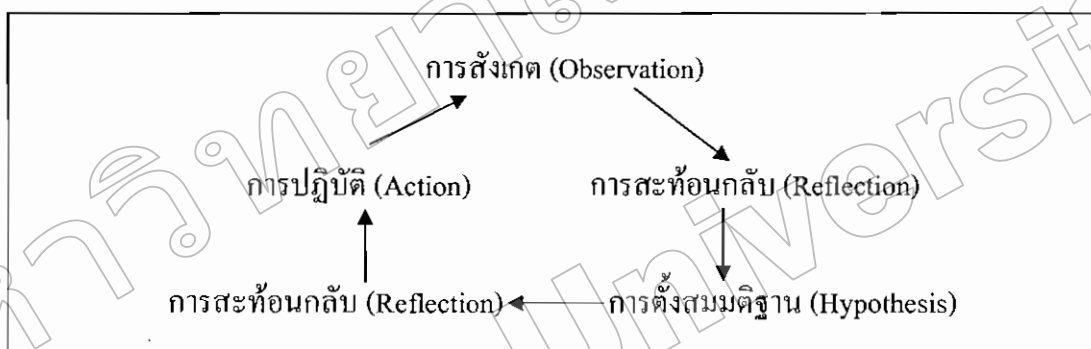 การสังเกต (Observation)
การปฏิบัติ (Action) การสะท้อนกลับ (Reflection)
การสะท้อนกลับ (Reflection) การตั้งสมมติฐาน (Hypothesis)